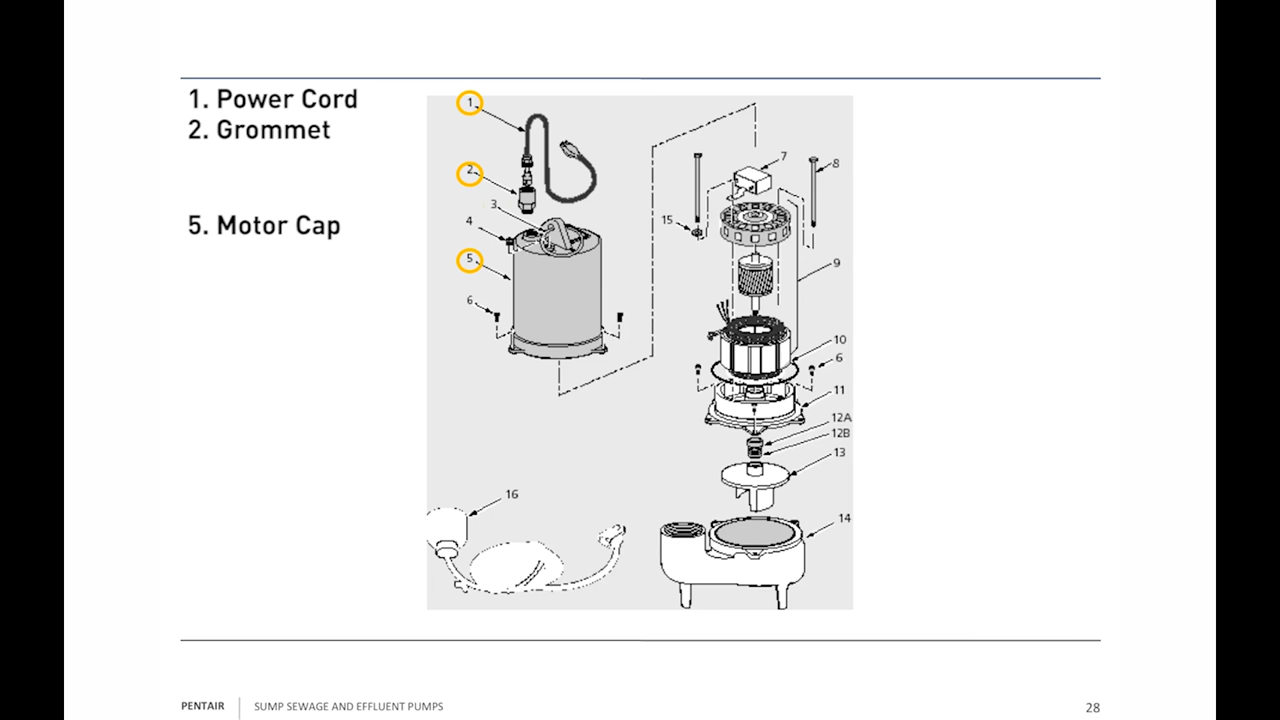 1. Power Cord
2. Grommet
5. Motor Cap
1
2
3
4
5
6
7
8
15
9
10
6
11
12A
12B
13
14
16
PENTAIR
SUMP SEWAGE AND EFFLUENT PUMPS
28